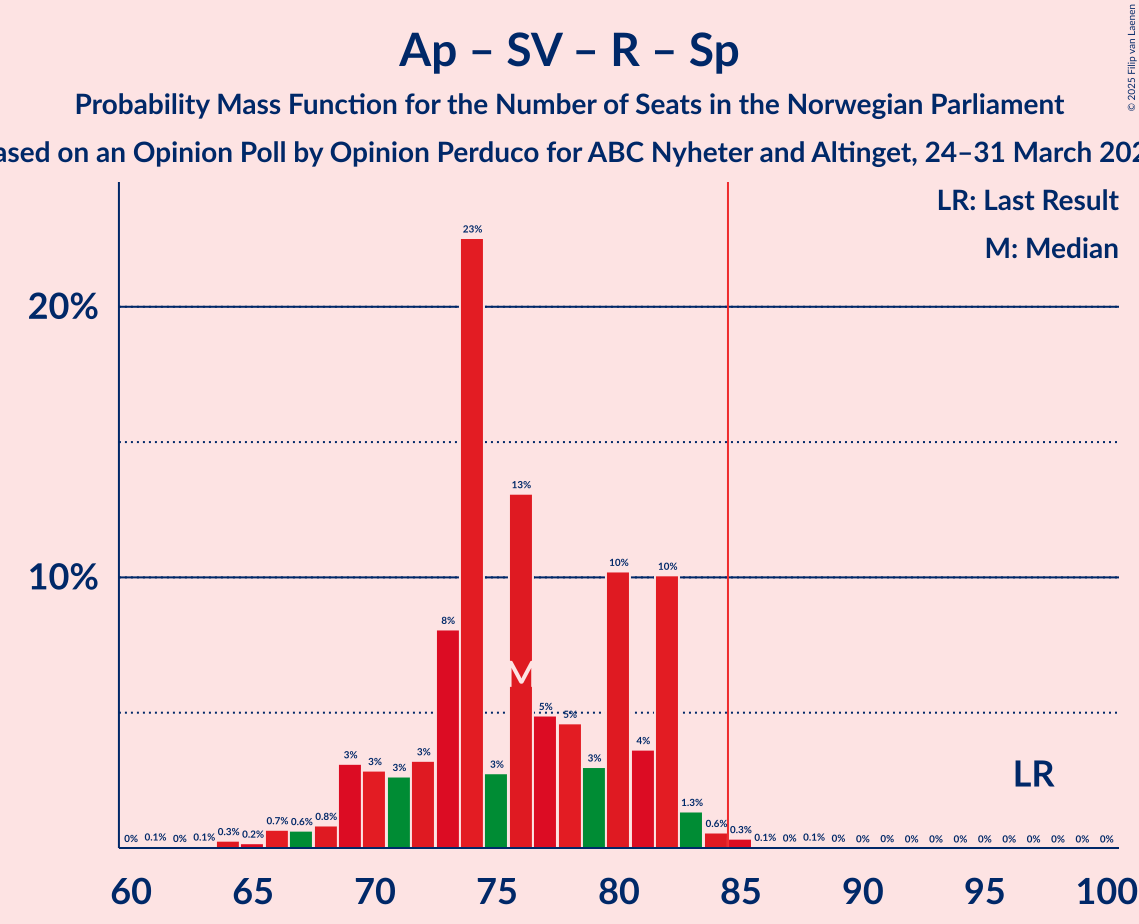 Ap – SV – R – Sp
Probability Mass Function for the Number of Seats in the Norwegian Parliament
ased on an Opinion Poll by Opinion Perduco for ABC Nyheter and Altinget, 24–31 March 202
© 2025 Filip van Laenen
LR: Last Result
M: Median
20%
10%
0% 0.1% 0% 0.1% 0.3% 0.2% 0.7% 0.6% 0.8% 3% 3% 3% 3% 8% 23% 3% 13% 5% 5% 3% 10% 4% 10% 1.3% 0.6% 0.3% 0.1% 0% 0.1% 0% 0% 0% 0% 0% 0% 0% 0% 0% 0% 0% 0%
M
LR
60 65 70 75 80 85 90 95 100